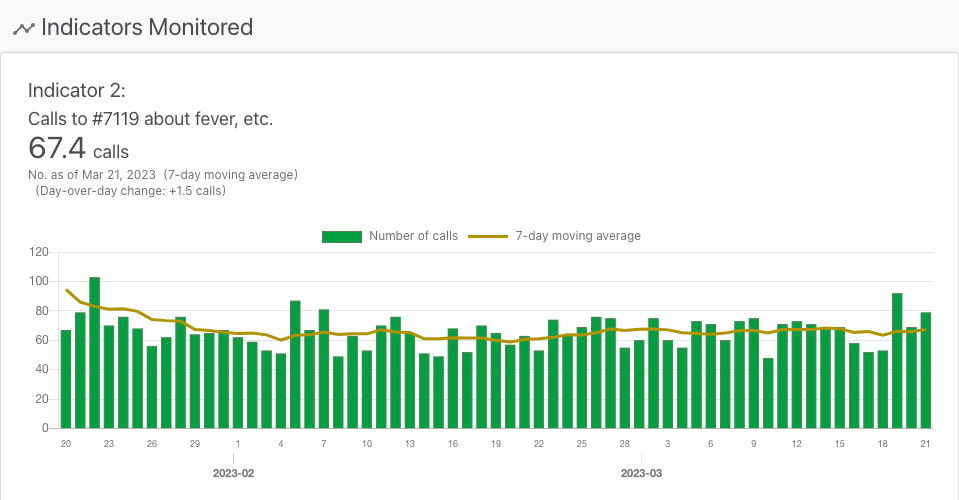 Indicators Monitored
Indicator 2:
Calls to #7119 about fever, etc.
67.4 calls
No. as of Mar 21, 2023 (7-day moving average)
(Day-over-day change: +1.5 calls)
Number of calls 7-day moving average
120
100
80
60
40
20
0
20 23 26 29 1 4 7 10 13 16 19 22 25 28 3 6 9 12 15 18 21
2023-02 2023-03